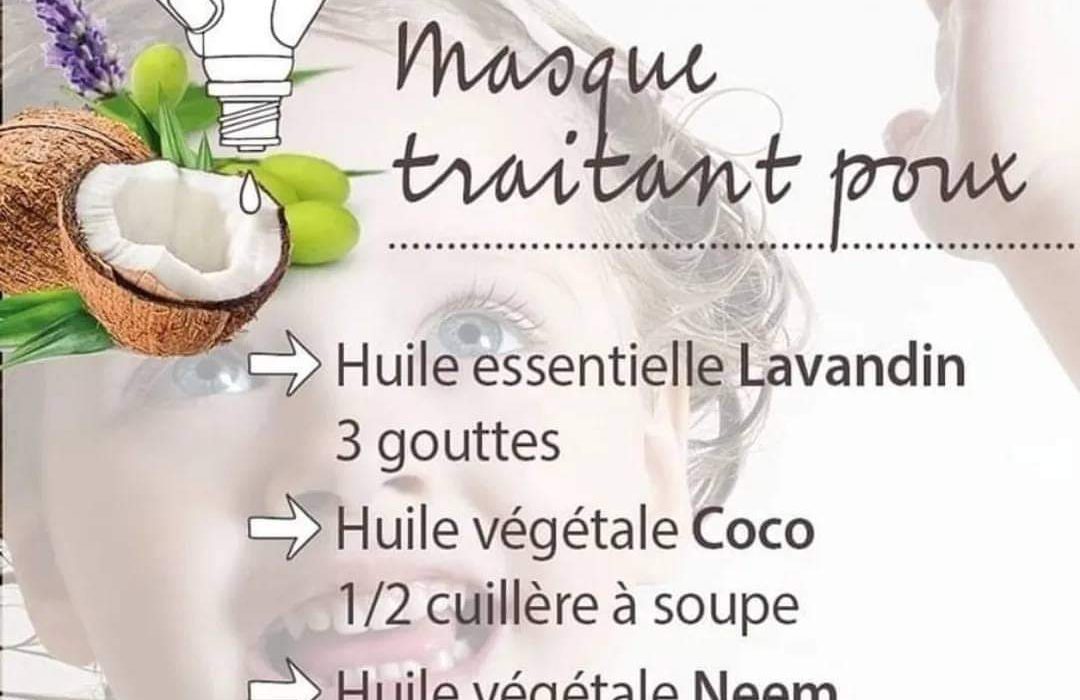 Masque
traitant poux
Huile essentielle Lavandin
3 gouttes
Huile végétale Coco
1/2 cuillère à soupe
Huile végétale Neem